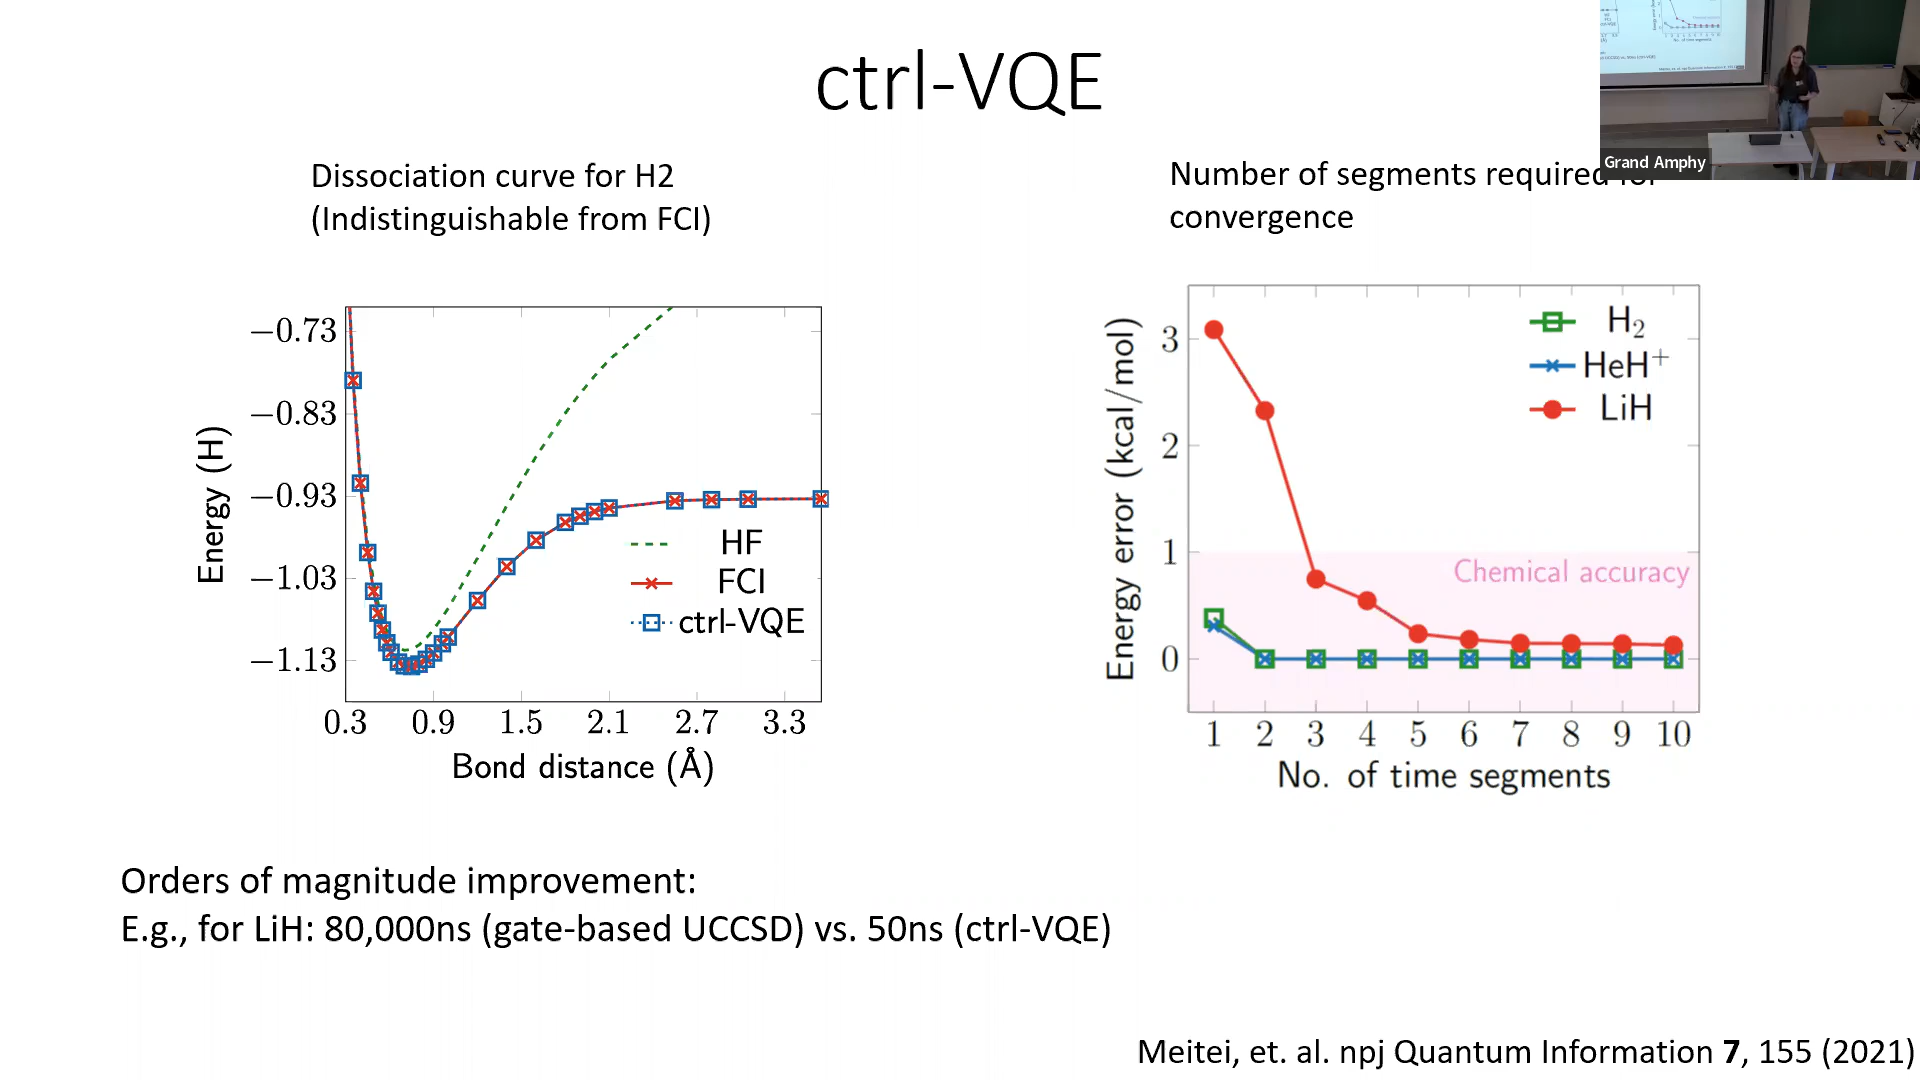 ctrl-VQE
Dissociation curve for H2
(Indistinguishable from FCI)
Number of segments required for
convergence
Grand Amphy
Energy (H)
−0.73
−0.83
−0.93
−1.03
−1.13
0.3 0.9 1.5 2.1 2.7 3.3
Bond distance (Å)
HF
FCI
ctrl-VQE
Energy error (kcal/mol)
3
2
1
0
H₂
HeH⁺
LiH
Chemical accuracy
1 2 3 4 5 6 7 8 9 10
No. of time segments
Orders of magnitude improvement:
E.g., for LiH: 80,000ns (gate-based UCCSD) vs. 50ns (ctrl-VQE)
Meitei, et. al. npj Quantum Information 7, 155 (2021)